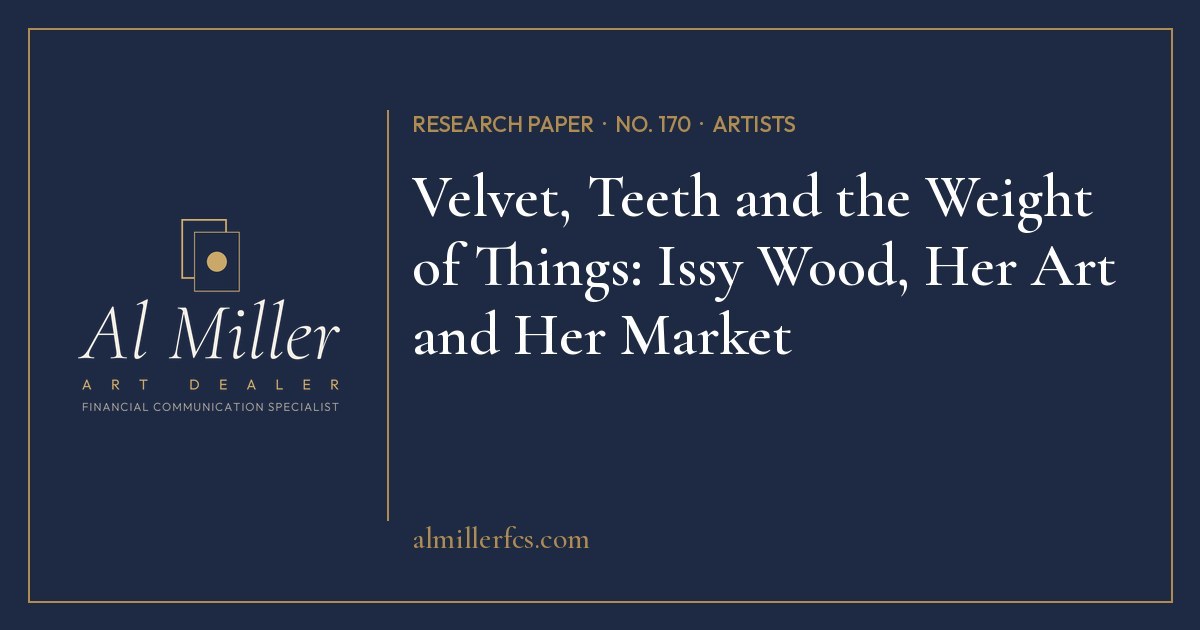 Al Miller
ART DEALER
FINANCIAL COMMUNICATION SPECIALIST
RESEARCH PAPER · NO. 170 · ARTISTS
Velvet, Teeth and the Weight
of Things: Issy Wood, Her Art
and Her Market
almillerfcs.com